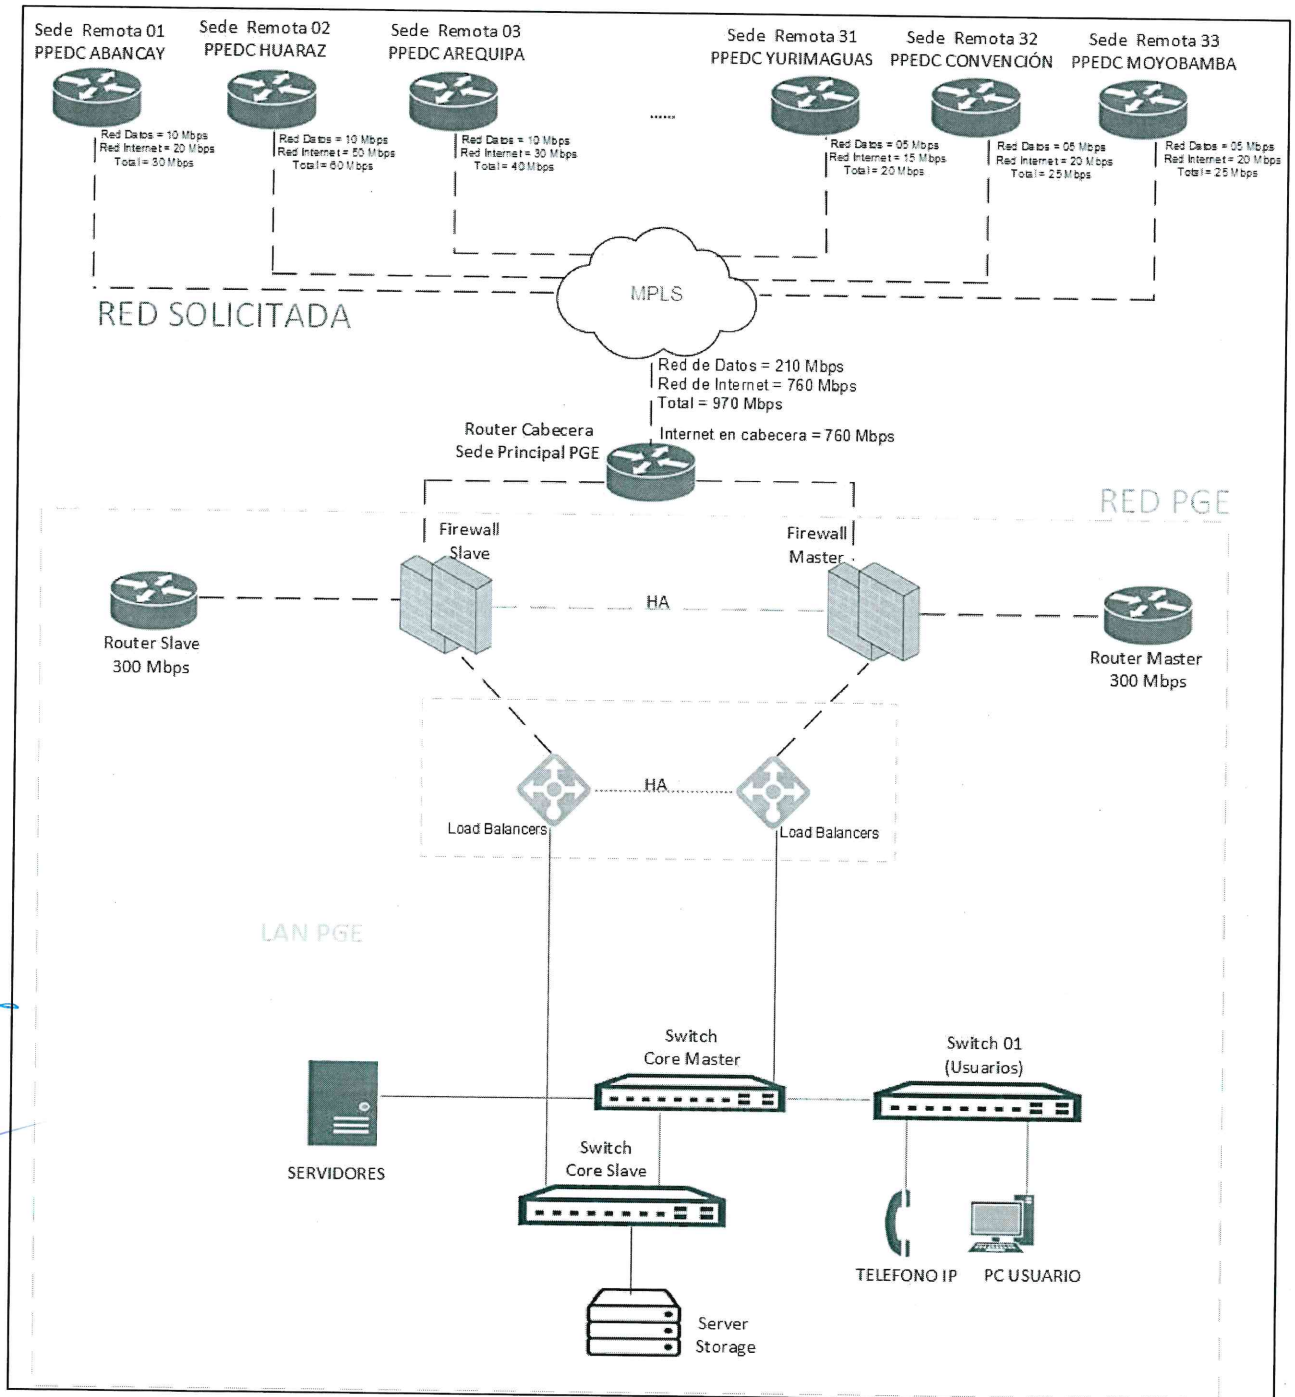 Sede Remota 01
PPEDC ABANCAY
Sede Remota 02
PPEDC HUARAZ
Sede Remota 03
PPEDC AREQUIPA
Sede Remota 31
PPEDC YURIMAGUAS
Sede Remota 32
PPEDC CONVENCIÓN
Sede Remota 33
PPEDC MOYOBAMBA
......
Red Datos = 10 Mbps
Red Internet = 20 Mbps
Total = 30 Mbps
Red Datos = 10 Mbps
Red Internet = 50 Mbps
Total = 60 Mbps
Red Datos = 10 Mbps
Red Internet = 30 Mbps
Total = 40 Mbps
Red Datos = 05 Mbps
Red Internet = 15 Mbps
Total = 20 Mbps
Red Datos = 05 Mbps
Red Internet = 20 Mbps
Total = 25 Mbps
Red Datos = 05 Mbps
Red Internet = 20 Mbps
Total = 25 Mbps
MPLS
RED SOLICITADA
Red de Datos = 210 Mbps
Red de Internet = 760 Mbps
Total = 970 Mbps
Router Cabecera
Sede Principal PGE
Internet en cabecera = 760 Mbps
RED PGE
Firewall
Slave
Firewall
Master
HA
Router Slave
300 Mbps
Router Master
300 Mbps
HA
Load Balancers
Load Balancers
LAN PGE
Switch
Core Master
Switch 01
(Usuarios)
SERVIDORES
Switch
Core Slave
TELEFONO IP
PC USUARIO
Server
Storage